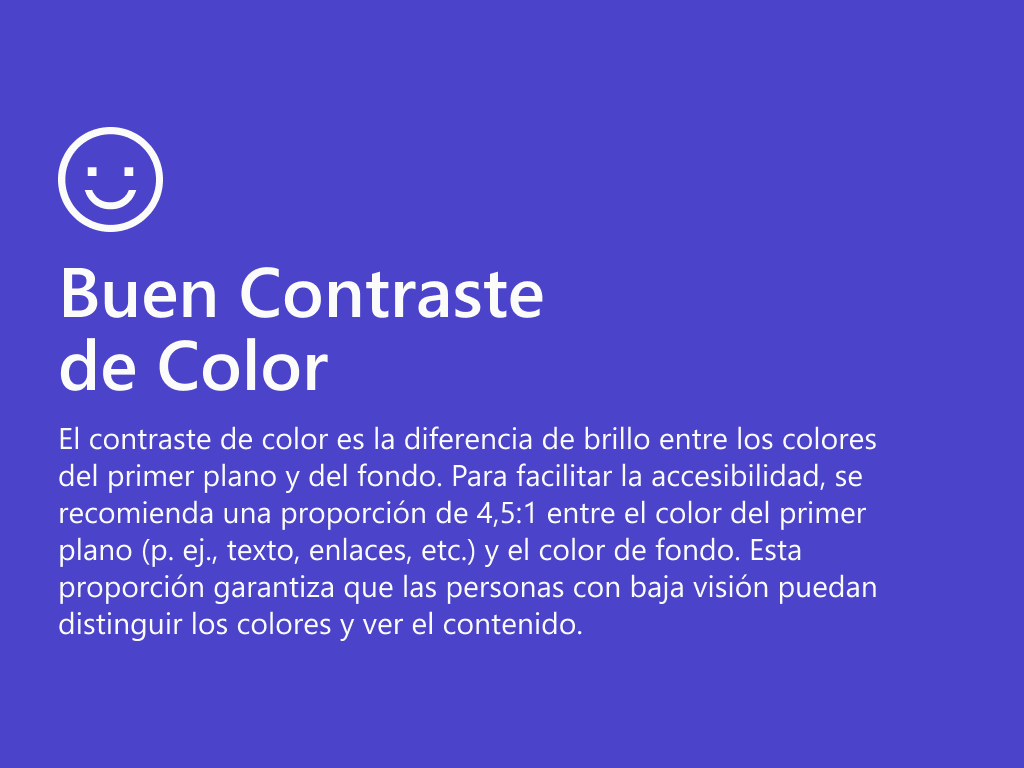 Buen Contraste
de Color
El contraste de color es la diferencia de brillo entre los colores
del primer plano y del fondo. Para facilitar la accesibilidad, se
recomienda una proporción de 4,5:1 entre el color del primer
plano (p. ej., texto, enlaces, etc.) y el color de fondo. Esta
proporción garantiza que las personas con baja visión puedan
distinguir los colores y ver el contenido.